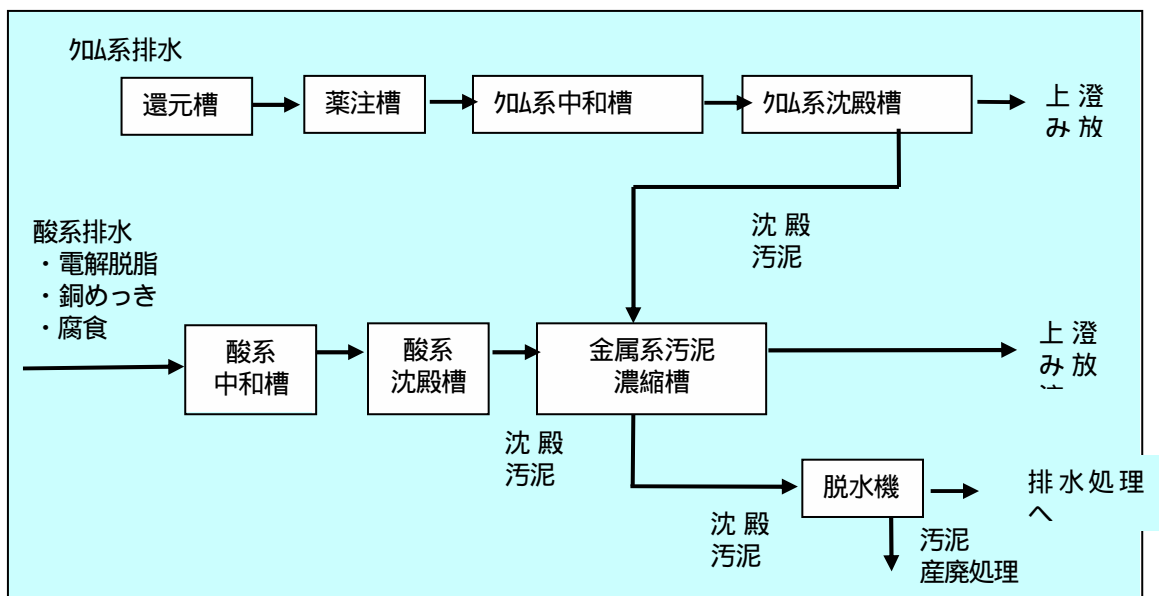 ｸﾛﾑ系排水
還元槽
薬注槽
ｸﾛﾑ系中和槽
ｸﾛﾑ系沈殿槽
上 澄
み 放
沈 殿
汚泥
酸系排水
・電解脱脂
・銅めっき
・腐食
酸系
中和槽
酸系
沈殿槽
金属系汚泥
濃縮槽
上 澄
み 放
沈 殿
汚泥
脱水機
排 水 処 理
へ
沈 殿
汚泥
汚泥
産廃処理